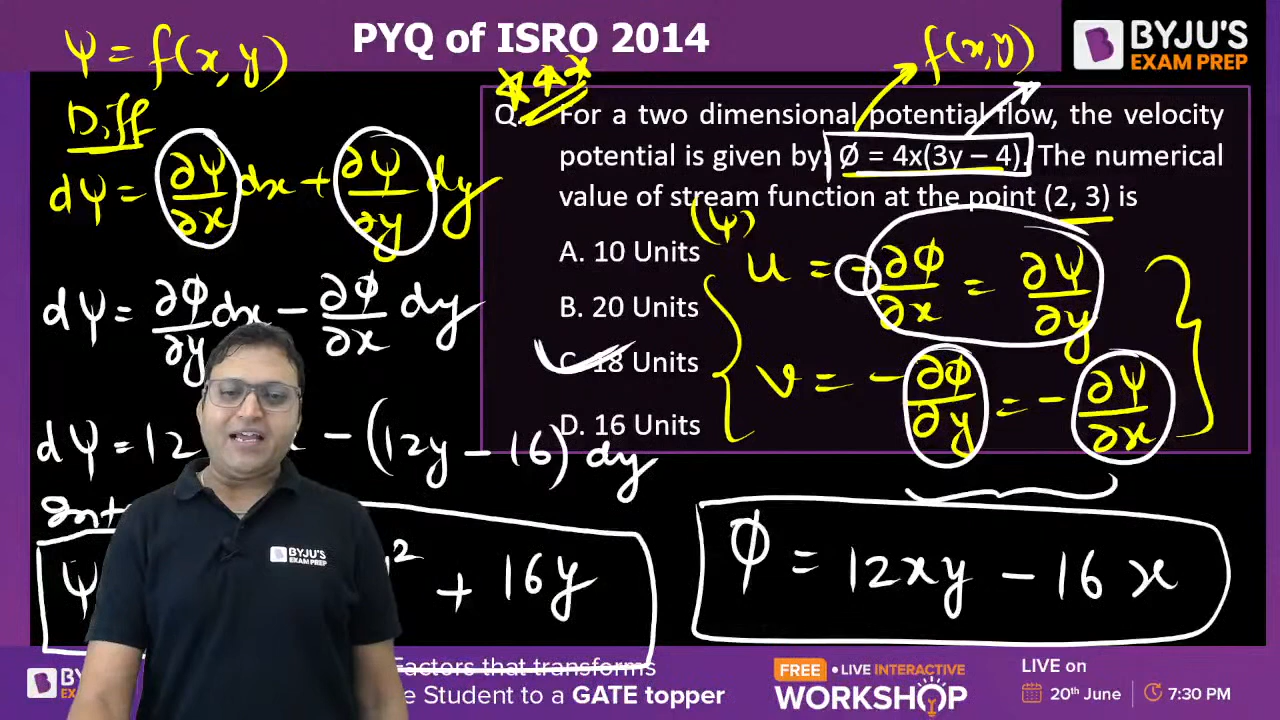 PYQ of ISRO 2014
BYJU'S
EXAM PREP
ψ = f(x, y)
Diff
dψ = ∂ψ/∂x dx + ∂ψ/∂y dy
dψ = ∂φ/∂y dx − ∂φ/∂x dy
dψ = 12 − (12y − 16) dy
ψ ² + 16y
f(x,y)
Q. For a two dimensional potential flow, the velocity
potential is given by; Ø = 4x(3y – 4). The numerical
value of stream function at the point (2, 3) is
(ψ)
A. 10 Units
B. 20 Units
C. 18 Units
D. 16 Units
u = −∂φ/∂x = ∂ψ/∂y
v = −∂φ/∂y = −∂ψ/∂x
φ = 12xy − 16x
BYJU'S
EXAM PREP
BYJU'S
EXAM
Factors that transforms
e Student to a GATE topper
FREE • LIVE INTERACTIVE
WORKSHOP
LIVE on
20th June 7:30 PM